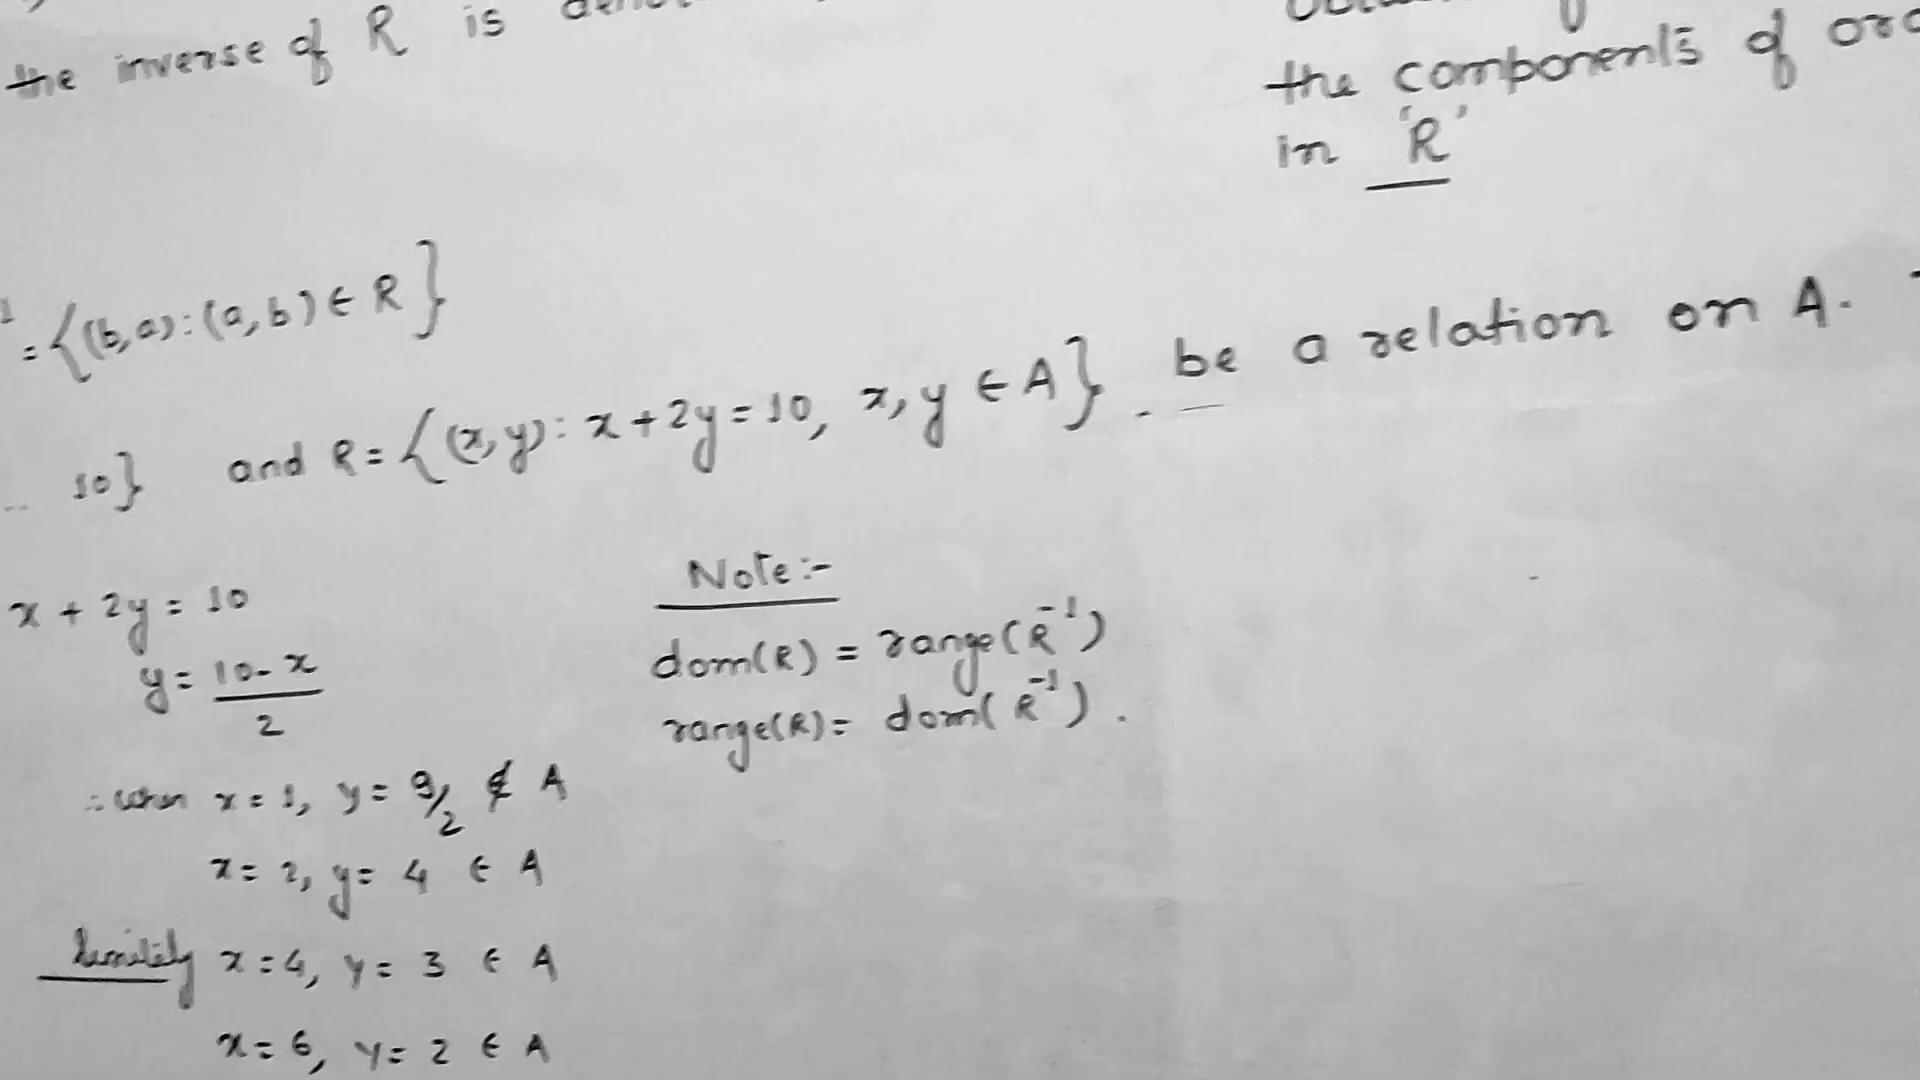 the inverse of R is
the components of
in 'R'
= {(b,a):(a,b) ∈ R}
10} and R = {(x,y): x+2y=10, x,y ∈ A} be a relation on A.
x + 2y = 10
y = 10-x / 2
Note:-
dom(R) = range(R⁻¹)
range(R) = dom(R⁻¹).
∴ when x = 1, y = 9/2 ∉ A
x = 2, y = 4 ∈ A
x = 4, y = 3 ∈ A
x = 6, y = 2 ∈ A